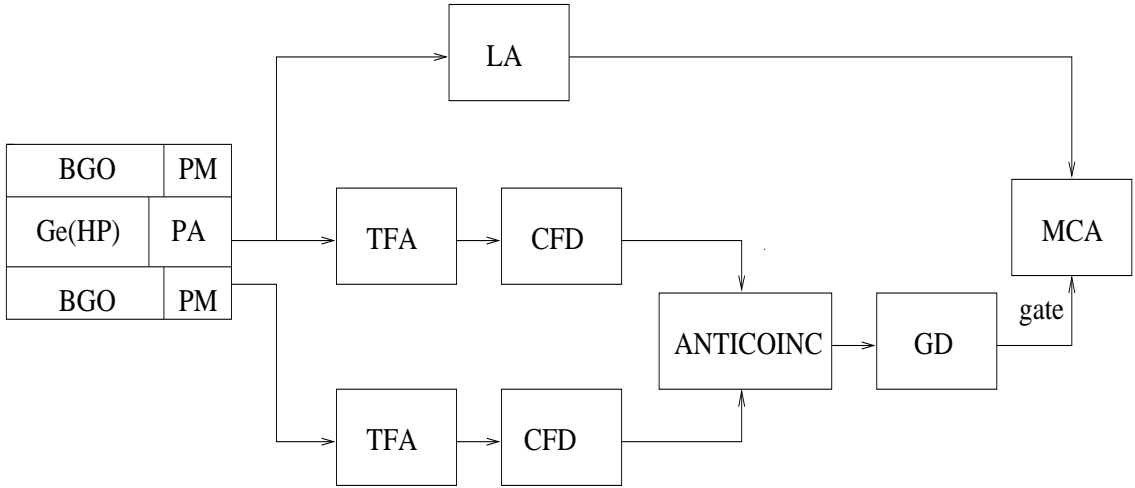 LA
BGO PM
Ge(HP) PA
BGO PM
TFA CFD
MCA
gate
ANTICOINC GD
TFA CFD